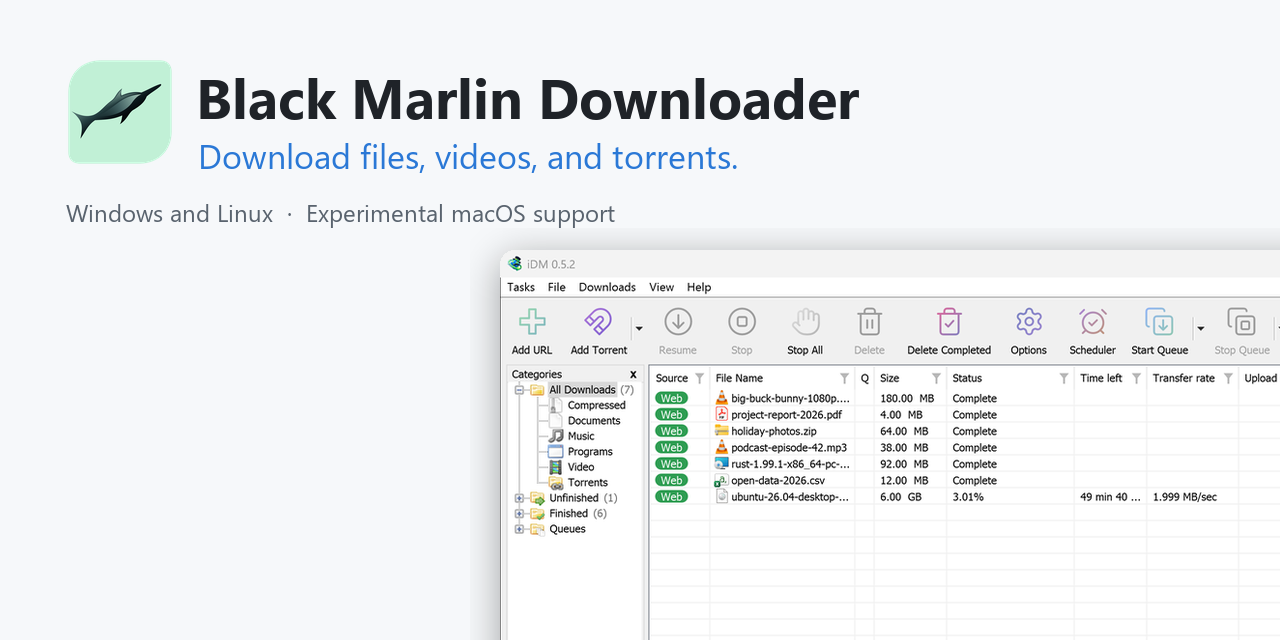 Black Marlin Downloader
Download files, videos, and torrents.
Windows and Linux · Experimental macOS support
iDM 0.5.2
Tasks File Downloads View Help
Add URL Add Torrent Resume Stop Stop All Delete Delete Completed Options Scheduler Start Queue Stop Queue
Categories x
Source File Name Q Size Status Time left Transfer rate Upload
All Downloads (7)
Compressed
Documents
Music
Programs
Video
Torrents
Unfinished (1)
Finished (6)
Queues
Web big-buck-bunny-1080p.... 180.00 MB Complete
Web project-report-2026.pdf 4.00 MB Complete
Web holiday-photos.zip 64.00 MB Complete
Web podcast-episode-42.mp3 38.00 MB Complete
Web rust-1.99.1-x86_64-pc-... 92.00 MB Complete
Web open-data-2026.csv 12.00 MB Complete
Web ubuntu-26.04-desktop-... 6.00 GB 3.01% 49 min 40 ... 1.999 MB/sec